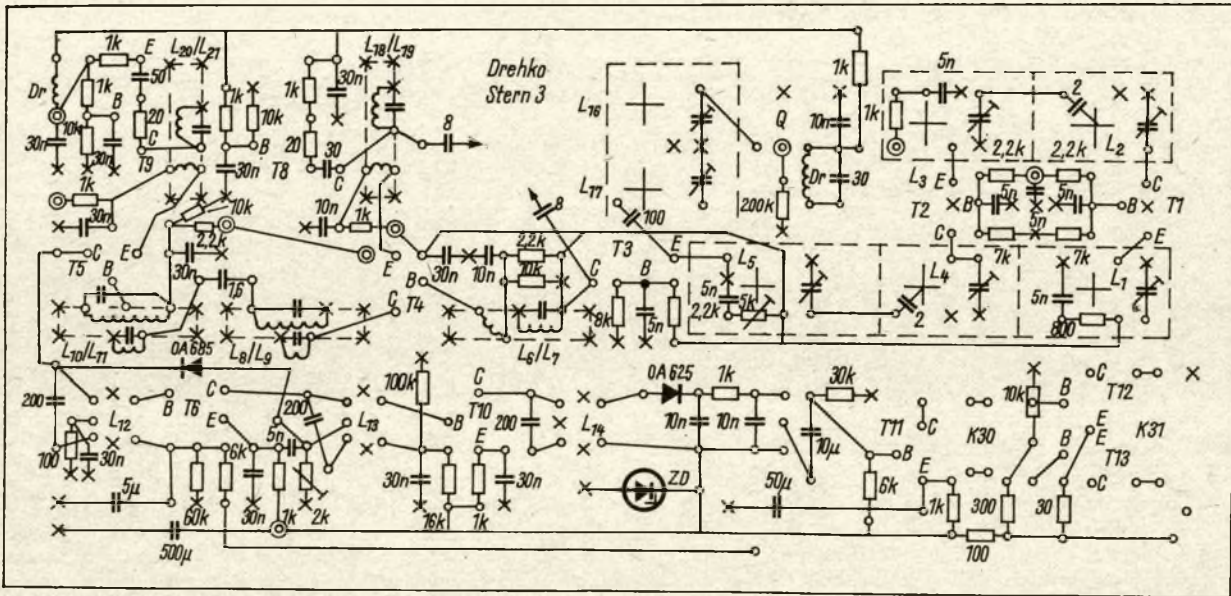 1k
E
L20/L21
50
1k
B
Dr
10k
30n
30n
20
C
T9
1k
10k
B
30n
L18/L19
1k
30n
20
30
T8
C
8
Drehko
Stern 3
L16
L17
100
Q
200k
1k
10n
Dr
30
5n
1k
2
L2
L3
2,2k
2,2k
E
T2
B
5n
5n
5n
B
C
T1
C
7k
7k
E
1k
30n
10k
2,2k
10n
1k
E
T5
C
E
B
30n
1,6
30n
10n
2,2k
10k
8
T3
E
B
C
8k
5n
L5
5n
5k
2,2k
L4
2
5n
L1
800
C
T4
B
L10/L11
0A685
L8/L9
L6/L7
200
L12
100
30n
B
T6
C
E
200
5n
6k
60k
30n
1k
2k
L13
5µ
500µ
100k
B
T10
C
200
E
30n
16k
1k
30n
L14
0A625
1k
10n
10n
ZD
30k
10µ
T11
C
B
6k
50µ
E
1k
K30
300
100
10k
B
B
30
C
T12
E
E
T13
C
K31